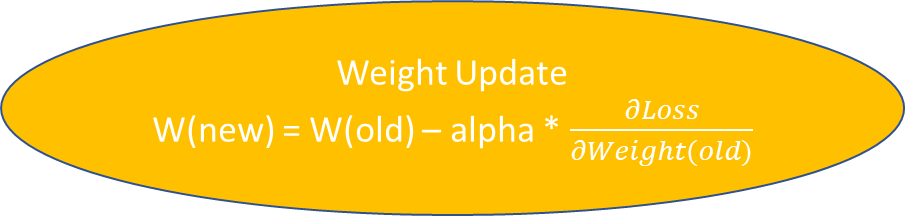 Weight Update
W(new) = W(old) – alpha * ∂Loss / ∂Weight(old)